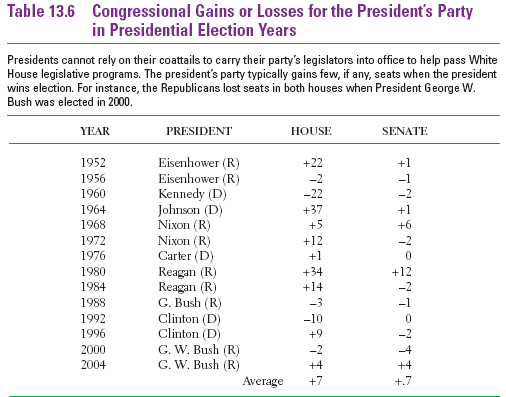 Table 13.6 Congressional Gains or Losses for the President's Party
in Presidential Election Years
Presidents cannot rely on their coattails to carry their party's legislators into office to help pass White
House legislative programs. The president's party typically gains few, if any, seats when the president
wins election. For instance, the Republicans lost seats in both houses when President George W.
Bush was elected in 2000.
YEAR PRESIDENT HOUSE SENATE
1952 Eisenhower (R) +22 +1
1956 Eisenhower (R) –2 –1
1960 Kennedy (D) –22 –2
1964 Johnson (D) +37 +1
1968 Nixon (R) +5 +6
1972 Nixon (R) +12 –2
1976 Carter (D) +1 0
1980 Reagan (R) +34 +12
1984 Reagan (R) +14 –2
1988 G. Bush (R) –3 –1
1992 Clinton (D) –10 0
1996 Clinton (D) +9 –2
2000 G. W. Bush (R) –2 –4
2004 G. W. Bush (R) +4 +4
Average +7 +.7